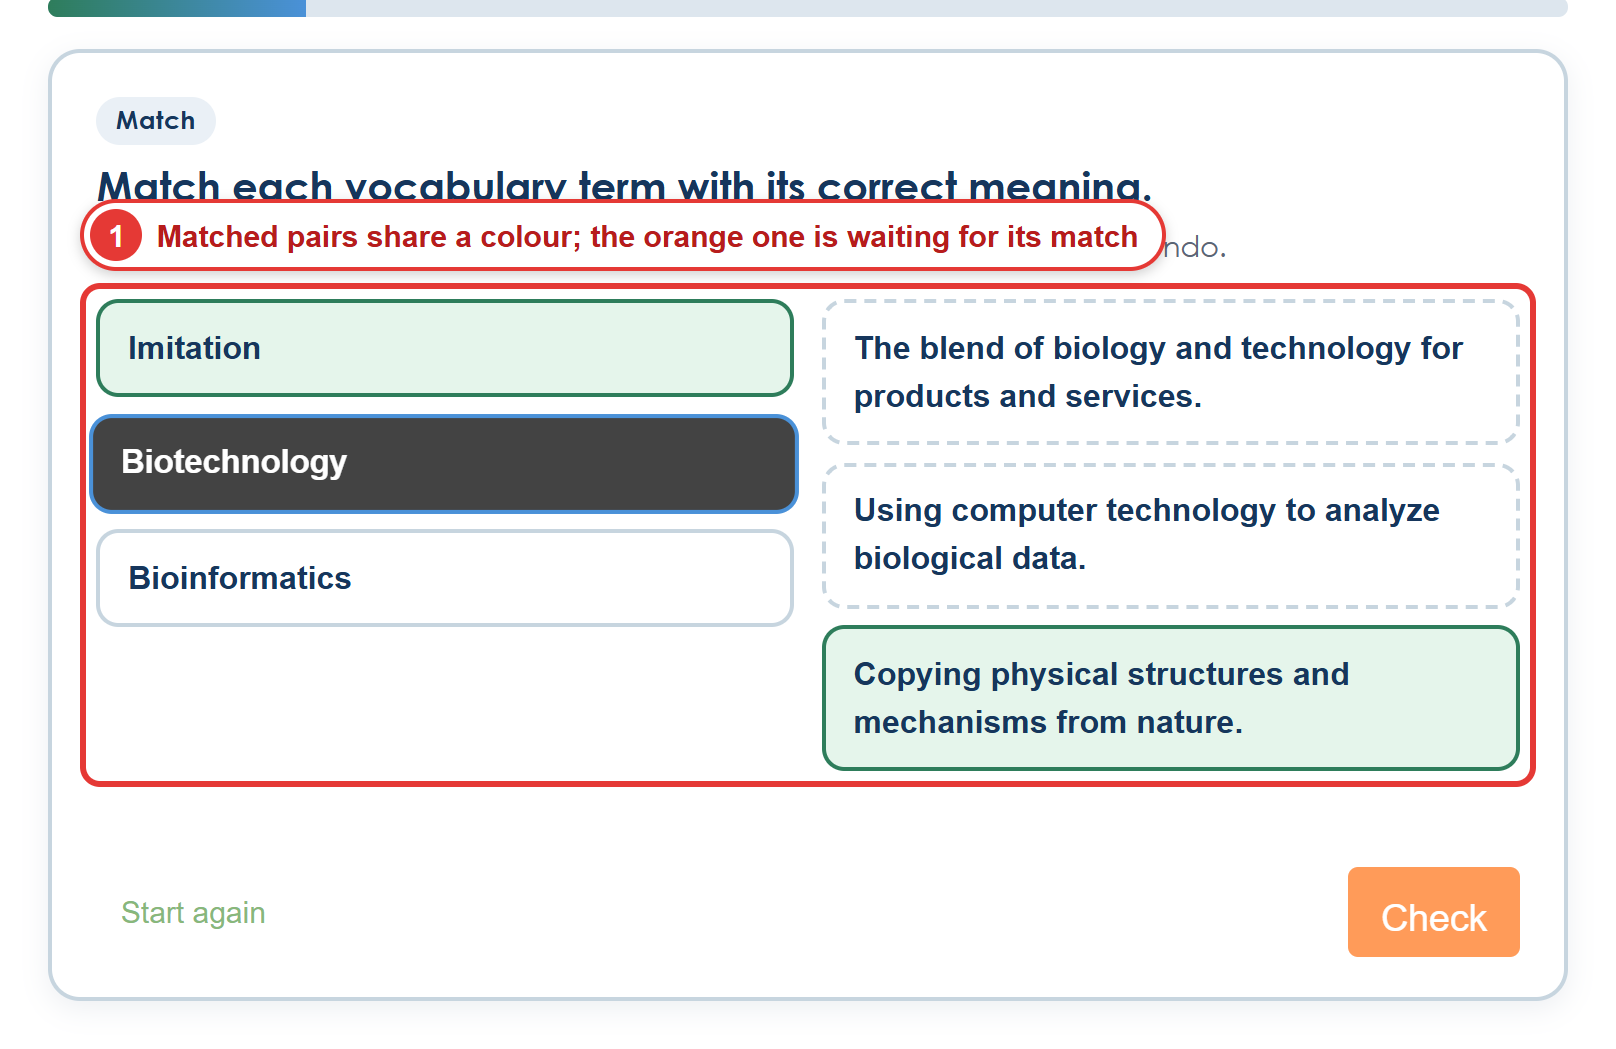 Match
Match each vocabulary term with its correct meaning.
1 Matched pairs share a colour; the orange one is waiting for its match
ndo.
Imitation
Biotechnology
Bioinformatics
The blend of biology and technology for
products and services.
Using computer technology to analyze
biological data.
Copying physical structures and
mechanisms from nature.
Start again
Check